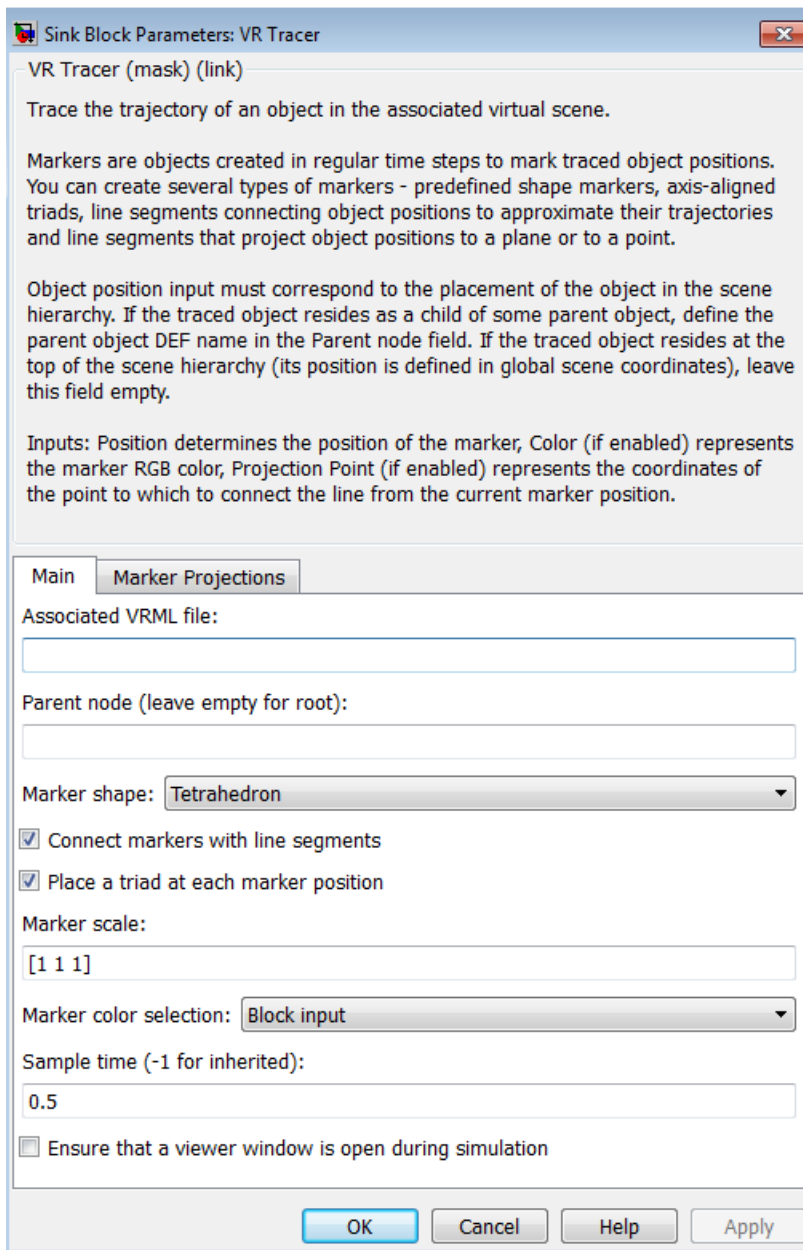 Sink Block Parameters: VR Tracer
VR Tracer (mask) (link)
Trace the trajectory of an object in the associated virtual scene.
Markers are objects created in regular time steps to mark traced object positions.
You can create several types of markers - predefined shape markers, axis-aligned
triads, line segments connecting object positions to approximate their trajectories
and line segments that project object positions to a plane or to a point.
Object position input must correspond to the placement of the object in the scene
hierarchy. If the traced object resides as a child of some parent object, define the
parent object DEF name in the Parent node field. If the traced object resides at the
top of the scene hierarchy (its position is defined in global scene coordinates), leave
this field empty.
Inputs: Position determines the position of the marker, Color (if enabled) represents
the marker RGB color, Projection Point (if enabled) represents the coordinates of
the point to which to connect the line from the current marker position.
Main Marker Projections
Associated VRML file:
Parent node (leave empty for root):
Marker shape: Tetrahedron
Connect markers with line segments
Place a triad at each marker position
Marker scale:
[1 1 1]
Marker color selection: Block input
Sample time (-1 for inherited):
0.5
Ensure that a viewer window is open during simulation
OK Cancel Help Apply